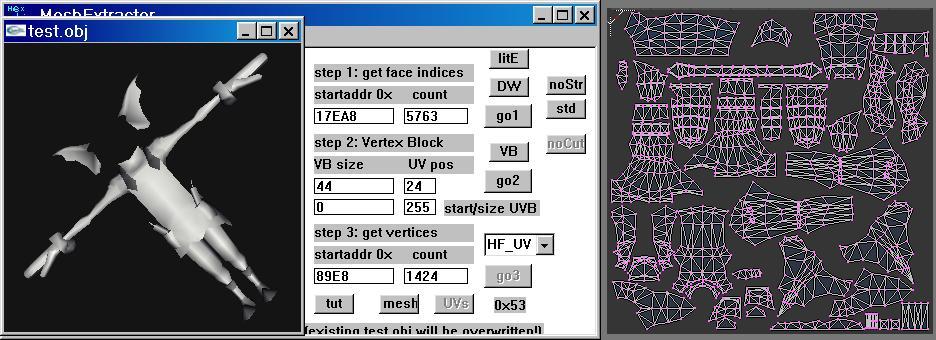 Hex
MeshExtractor
test.obj
litE
step 1: get face indices
DW
noStr
startaddr 0x count
std
17EA8 5763
go1
step 2: Vertex Block
VB
noCut
VB size UV pos
44 24
go2
0 255 start/size UVB
step 3: get vertices
startaddr 0x count
HF_UV
89E8 1424
go3
tut mesh UVs 0x53
(existing test.obj will be overwritten!)